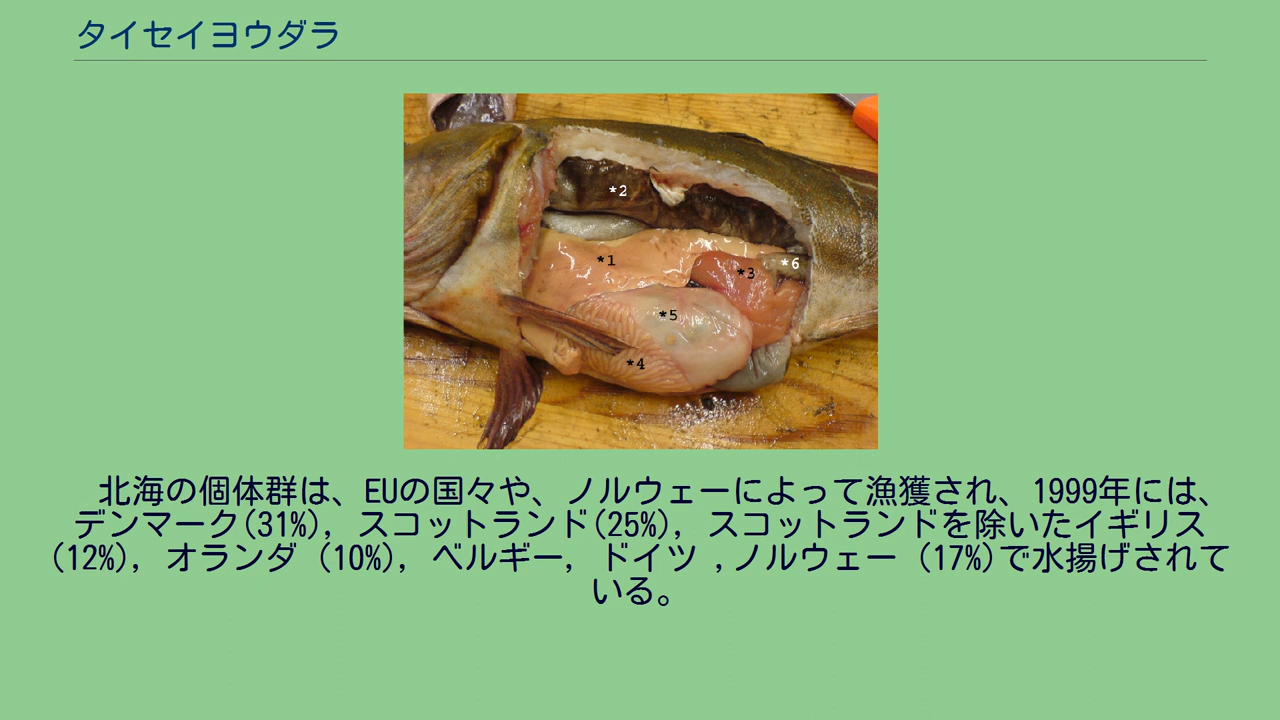 タイセイヨウダラ
*2
*1
*6
*3
*5
*4
北海の個体群は、EUの国々や、ノルウェーによって漁獲され、1999年には、
デンマーク(31%), スコットランド(25%), スコットランドを除いたイギリス
(12%), オランダ (10%), ベルギー, ドイツ ,ノルウェー (17%)で水揚げされて
いる。